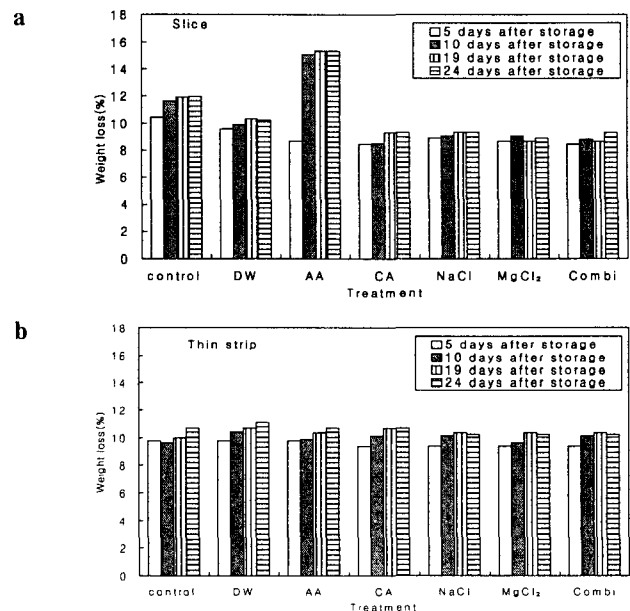 a
Slice
5 days after storage
10 days after storage
19 days after storage
24 days after storage
Weight loss(%)
18
16
14
12
10
8
6
4
2
0
control DW AA CA NaCl MgCl₂ Combi
Treatment
b
Thin strip
5 days after storage
10 days after storage
19 days after storage
24 days after storage
Weight loss(%)
18
16
14
12
10
8
6
4
2
0
control DW AA CA NaCl MgCl₂ Combi
Treatment